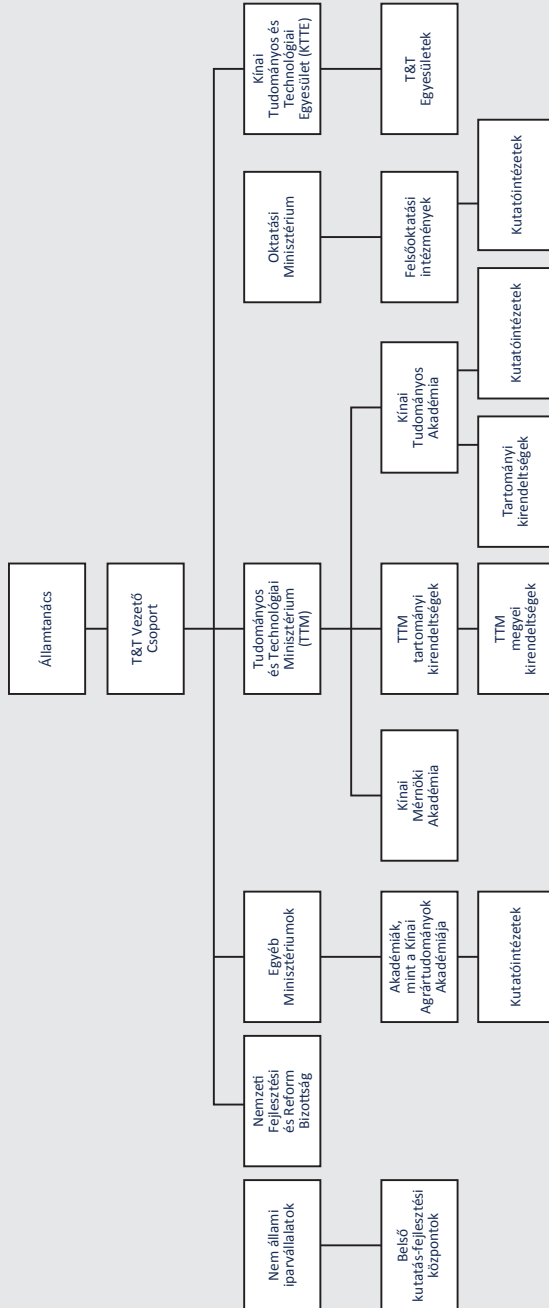 Államtanács
T&T Vezető
Csoport
Nem állami
iparvállalatok
Nemzeti
Fejlesztési
és Reform
Bizottság
Egyéb
Minisztériumok
Tudományos
és Technológiai
Minisztérium
(TTM)
Oktatási
Minisztérium
Kínai
Tudományos és
Technológiai
Egyesület (KTTE)
Belső
kutatás-fejlesztési
központok
Akadémiák,
mint a Kínai
Agrártudományok
Akadémiája
Kínai
Mérnöki
Akadémia
TTM
tartományi
kirendeltségek
Kínai
Tudományos
Akadémia
Felsőoktatási
intézmények
T&T
Egyesületek
Kutatóintézetek
TTM
megyei
kirendeltségek
Tartományi
kirendeltségek
Kutatóintézetek
Kutatóintézetek